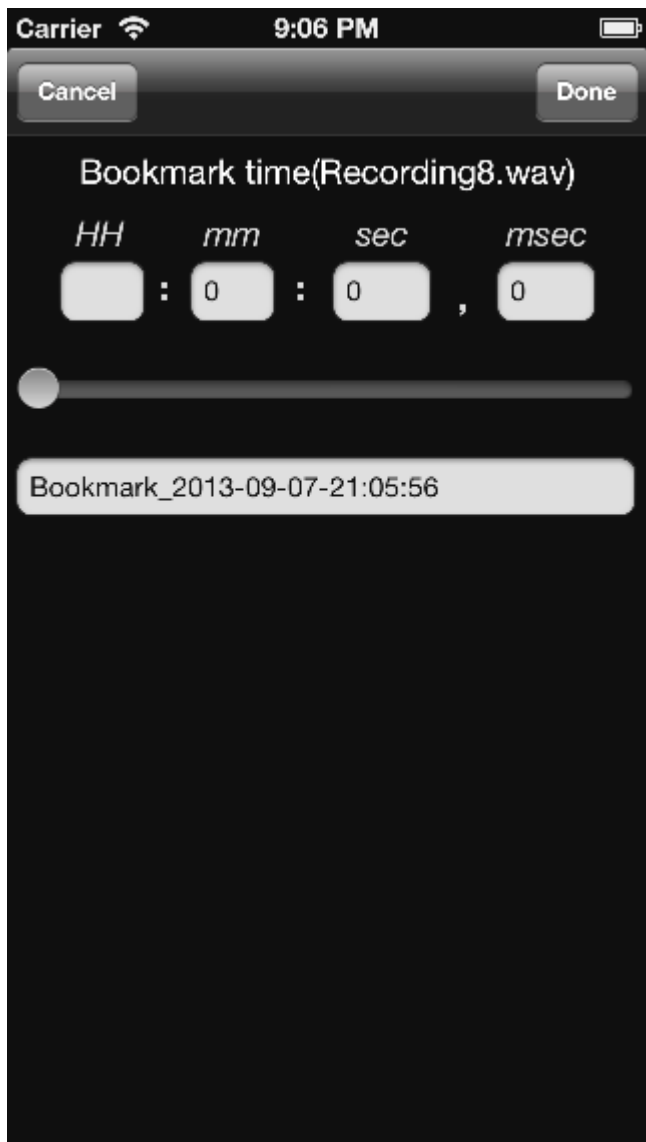 Carrier 9:06 PM
Cancel Done
Bookmark time(Recording8.wav)
HH mm sec msec
: 0 : 0 , 0
Bookmark_2013-09-07-21:05:56